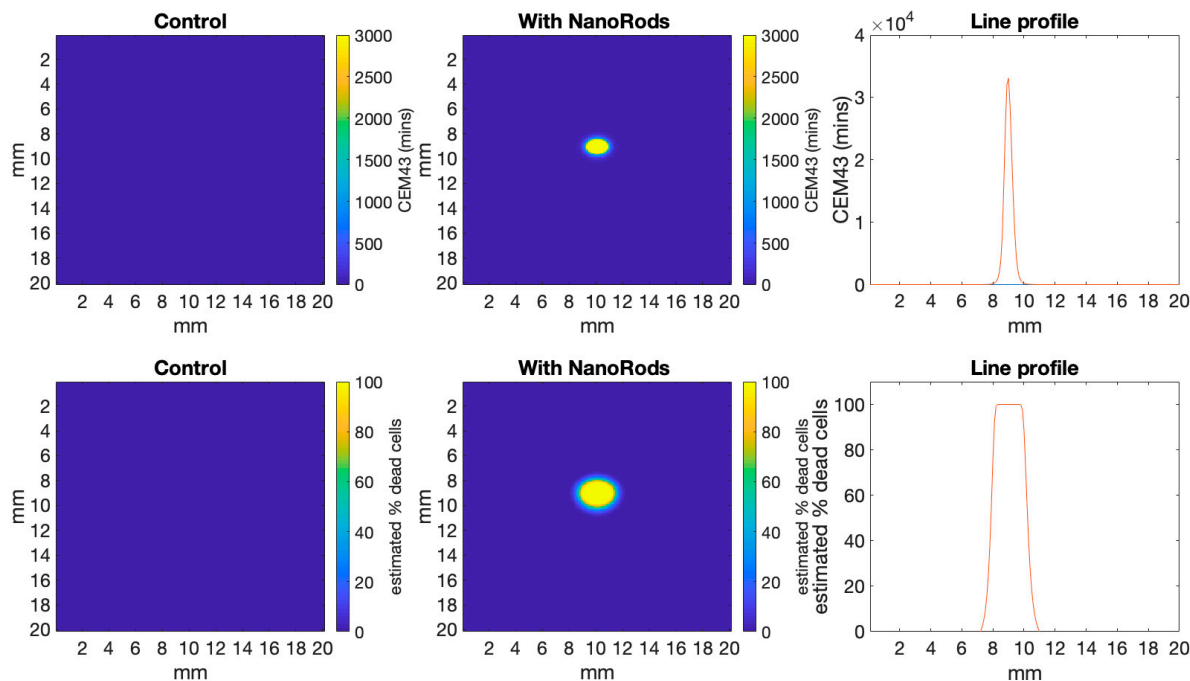 Control
2
4
6
8
10
12
14
16
18
20
mm
2 4 6 8 10 12 14 16 18 20
mm
3000
2500
2000
1500
1000
500
0
CEM43 (mins)
With NanoRods
2
4
6
8
10
12
14
16
18
20
mm
2 4 6 8 10 12 14 16 18 20
mm
3000
2500
2000
1500
1000
500
0
CEM43 (mins)
Line profile
×10⁴
4
3
2
1
0
CEM43 (mins)
2 4 6 8 10 12 14 16 18 20
mm
Control
2
4
6
8
10
12
14
16
18
20
mm
2 4 6 8 10 12 14 16 18 20
mm
100
80
60
40
20
0
estimated % dead cells
With NanoRods
2
4
6
8
10
12
14
16
18
20
mm
2 4 6 8 10 12 14 16 18 20
mm
100
80
60
40
20
0
estimated % dead cells
Line profile
100
80
60
40
20
0
estimated % dead cells
2 4 6 8 10 12 14 16 18 20
mm